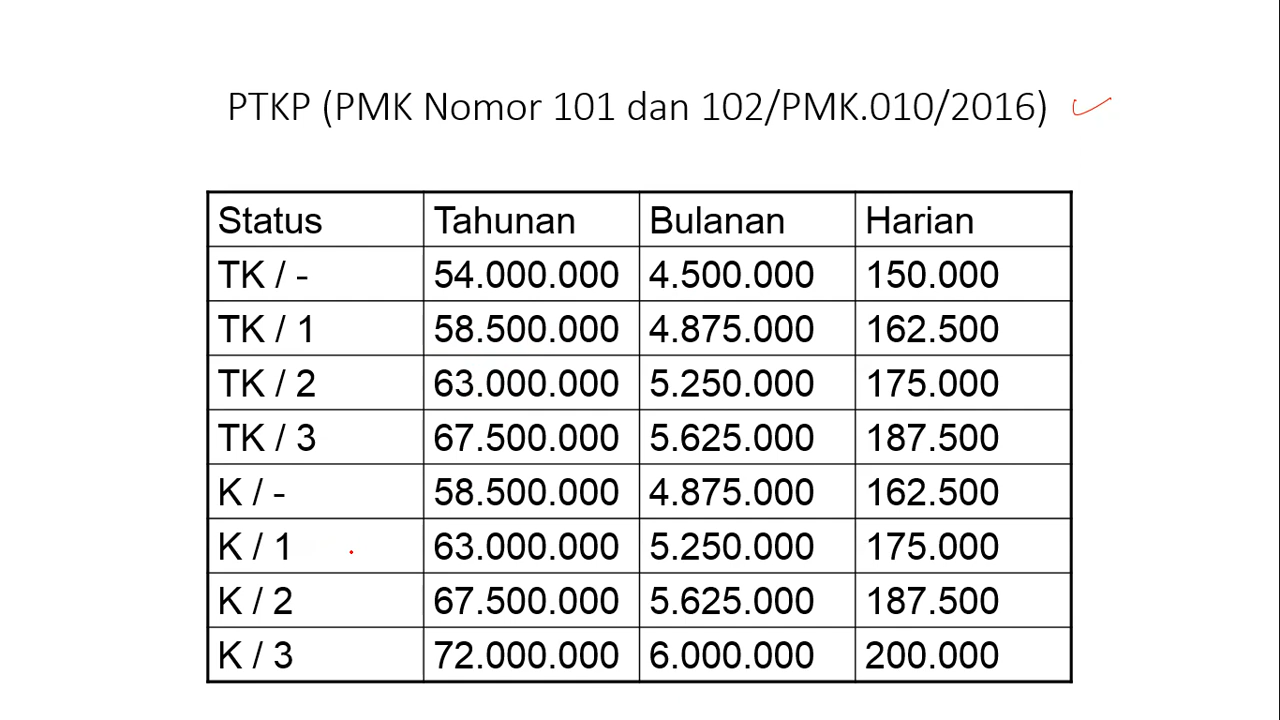 PTKP (PMK Nomor 101 dan 102/PMK.010/2016)
Status Tahunan Bulanan Harian
TK / - 54.000.000 4.500.000 150.000
TK / 1 58.500.000 4.875.000 162.500
TK / 2 63.000.000 5.250.000 175.000
TK / 3 67.500.000 5.625.000 187.500
K / - 58.500.000 4.875.000 162.500
K / 1 63.000.000 5.250.000 175.000
K / 2 67.500.000 5.625.000 187.500
K / 3 72.000.000 6.000.000 200.000